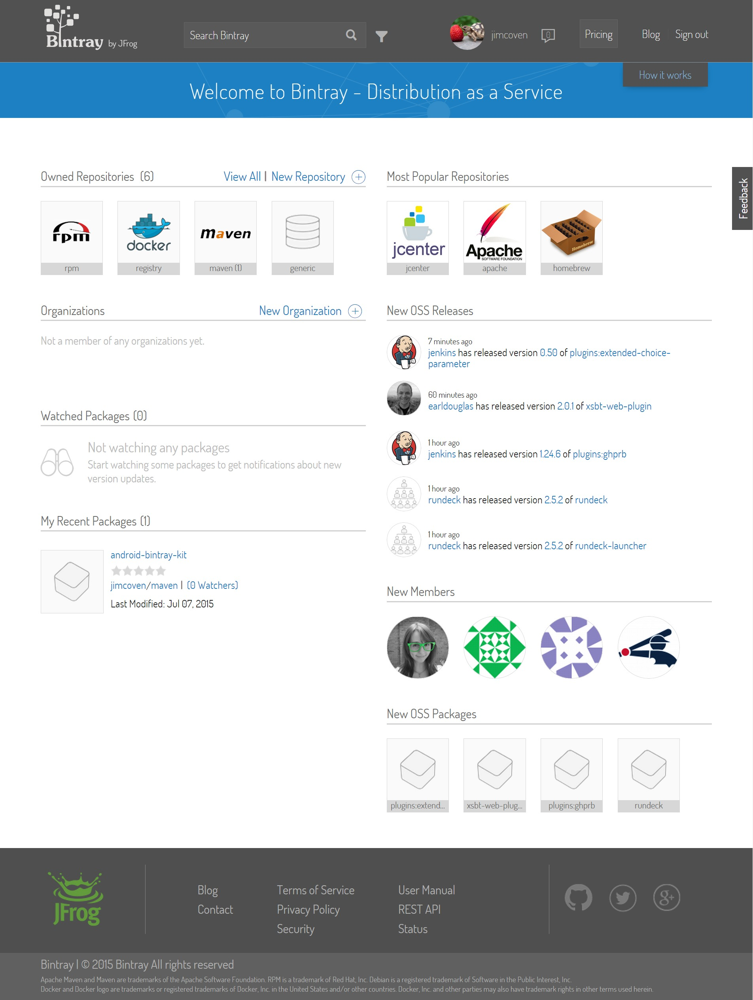 Bintray by JFrog
Search Bintray
jimcoven
0
Pricing
Blog
Sign out
How it works
Welcome to Bintray - Distribution as a Service
Feedback
Owned Repositories (6)
View All | New Repository
rpm
rpm
docker
registry
maven
maven (1)
generic
Most Popular Repositories
jcenter
jcenter
Apache
SOFTWARE FOUNDATION
apache
Homebrew
homebrew
Organizations
New Organization
Not a member of any organizations yet.
Watched Packages (0)
Not watching any packages
Start watching some packages to get notifications about new
version updates.
My Recent Packages (1)
android-bintray-kit
jimcoven/maven | (0 Watchers)
Last Modified: Jul 07, 2015
New OSS Releases
7 minutes ago
jenkins has released version 0.50 of plugins:extended-choice-
parameter
60 minutes ago
earldouglas has released version 2.0.1 of xsbt-web-plugin
1 hour ago
jenkins has released version 1.24.6 of plugins:ghprb
1 hour ago
rundeck has released version 2.5.2 of rundeck
1 hour ago
rundeck has released version 2.5.2 of rundeck-launcher
New Members
New OSS Packages
plugins:extend...
xsbt-web-plug...
plugins:ghprb
rundeck
JFrog
Blog
Contact
Terms of Service
Privacy Policy
Security
User Manual
REST API
Status
g+
Bintray | © 2015 Bintray All rights reserved
Apache Maven and Maven are trademarks of the Apache Software Foundation. RPM is a trademark of Red Hat, Inc. Debian is a registered trademark of Software in the Public Interest, Inc.
Docker and Docker logo are trademarks or registered trademarks of Docker, Inc. in the United States and/or other countries. Docker, Inc. and other parties may also have trademark rights in other terms used herein.